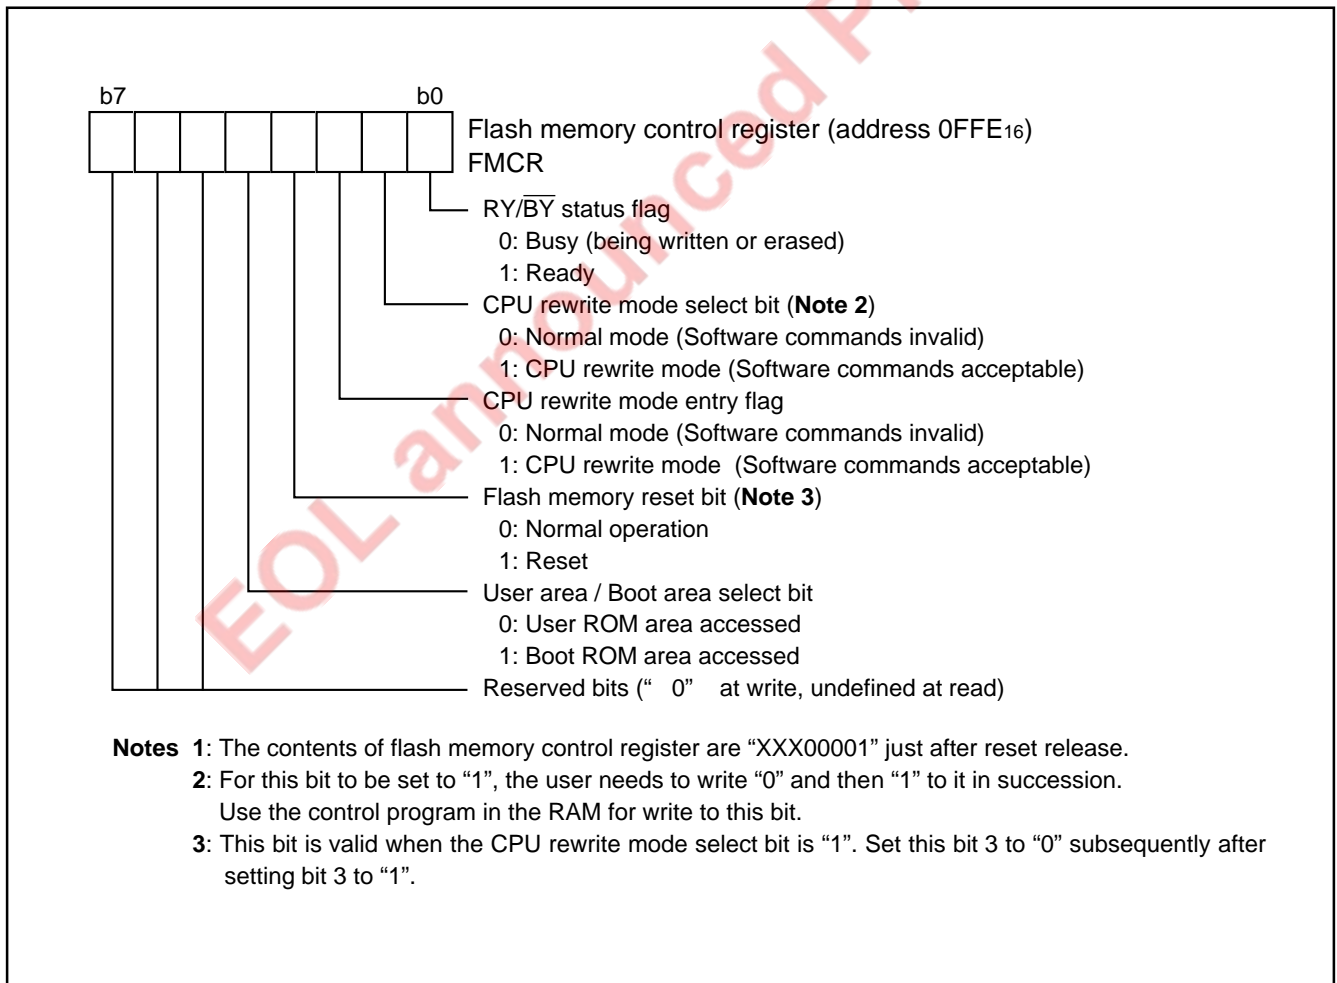 b7 b0
Flash memory control register (address 0FFE16)
FMCR
RY/BY status flag
0: Busy (being written or erased)
1: Ready
CPU rewrite mode select bit (Note 2)
0: Normal mode (Software commands invalid)
1: CPU rewrite mode (Software commands acceptable)
CPU rewrite mode entry flag
0: Normal mode (Software commands invalid)
1: CPU rewrite mode (Software commands acceptable)
Flash memory reset bit (Note 3)
0: Normal operation
1: Reset
User area / Boot area select bit
0: User ROM area accessed
1: Boot ROM area accessed
Reserved bits (“ 0” at write, undefined at read)
Notes 1: The contents of flash memory control register are “XXX00001” just after reset release.
2: For this bit to be set to “1”, the user needs to write “0” and then “1” to it in succession.
Use the control program in the RAM for write to this bit.
3: This bit is valid when the CPU rewrite mode select bit is “1”. Set this bit 3 to “0” subsequently after
setting bit 3 to “1”.
EOL announced